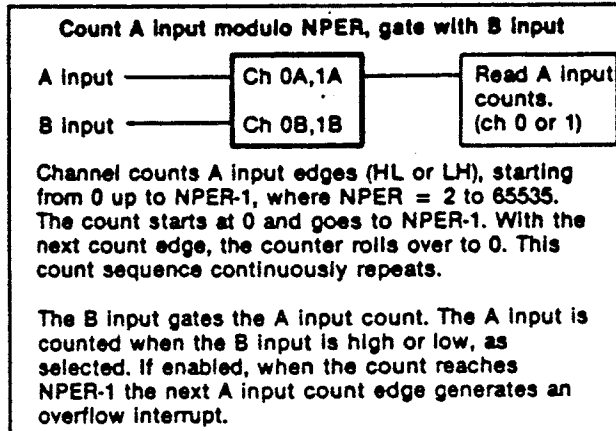 Count A input modulo NPER, gate with B input
A input
Ch 0A,1A
Read A input
counts.
(ch 0 or 1)
B input
Ch 0B,1B
Channel counts A input edges (HL or LH), starting
from 0 up to NPER-1, where NPER = 2 to 65535.
The count starts at 0 and goes to NPER-1. With the
next count edge, the counter rolls over to 0. This
count sequence continuously repeats.
The B input gates the A input count. The A input is
counted when the B input is high or low, as
selected. If enabled, when the count reaches
NPER-1 the next A input count edge generates an
overflow interrupt.